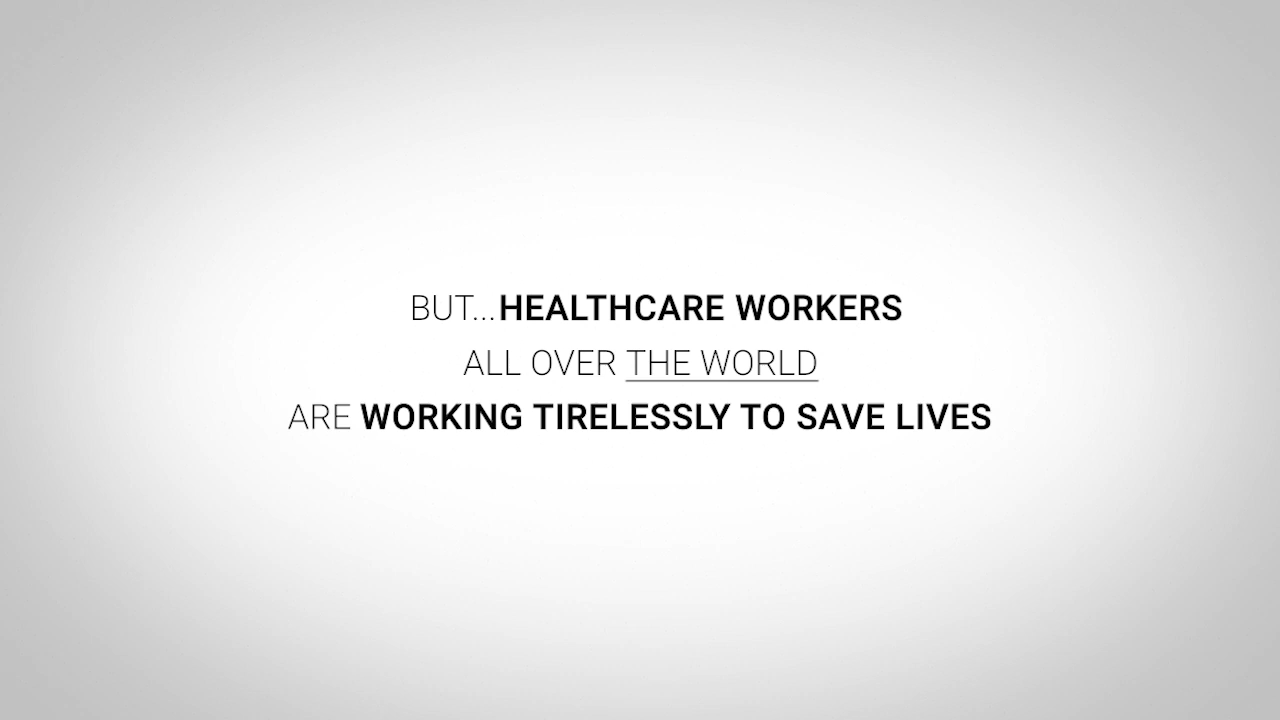 BUT...HEALTHCARE WORKERS
ALL OVER THE WORLD
ARE WORKING TIRELESSLY TO SAVE LIVES